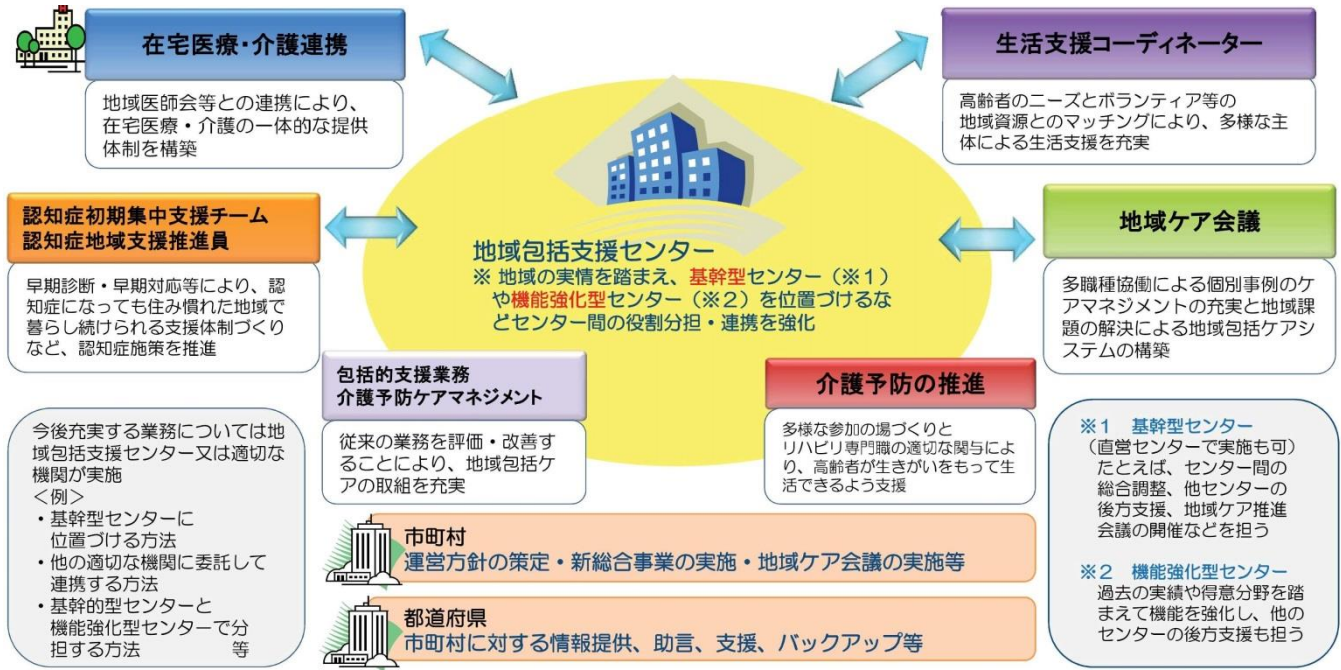 在宅医療・介護連携
地域医師会等との連携により、
在宅医療・介護の一体的な提供
体制を構築
生活支援コーディネーター
高齢者のニーズとボランティア等の
地域資源とのマッチングにより、多様な主
体による生活支援を充実
認知症初期集中支援チーム
認知症地域支援推進員
早期診断・早期対応等により、認
知症になっても住み慣れた地域で
暮らし続けられる支援体制づくり
など、認知症施策を推進
地域包括支援センター
※ 地域の実情を踏まえ、基幹型センター（※１）
や機能強化型センター（※２）を位置づけるな
どセンター間の役割分担・連携を強化
地域ケア会議
多職種協働による個別事例のケ
アマネジメントの充実と地域課
題の解決による地域包括ケアシ
ステムの構築
包括的支援業務
介護予防ケアマネジメント
従来の業務を評価・改善す
ることにより、地域包括ケ
アの取組を充実
介護予防の推進
多様な参加の場づくりと
リハビリ専門職の適切な関与によ
り、高齢者が生きがいをもって生
活できるよう支援
今後充実する業務については地
域包括支援センター又は適切な
機関が実施
＜例＞
・基幹型センターに
位置づける方法
・他の適切な機関に委託して
連携する方法
・基幹的型センターと
機能強化型センターで分
担する方法　　　等
※１　基幹型センター
（直営センターで実施も可）
たとえば、センター間の
総合調整、他センターの
後方支援、地域ケア推進
会議の開催などを担う
※２　機能強化型センター
過去の実績や得意分野を踏
まえて機能を強化し、他の
センターの後方支援も担う
市町村
運営方針の策定・新総合事業の実施・地域ケア会議の実施等
都道府県
市町村に対する情報提供、助言、支援、バックアップ等